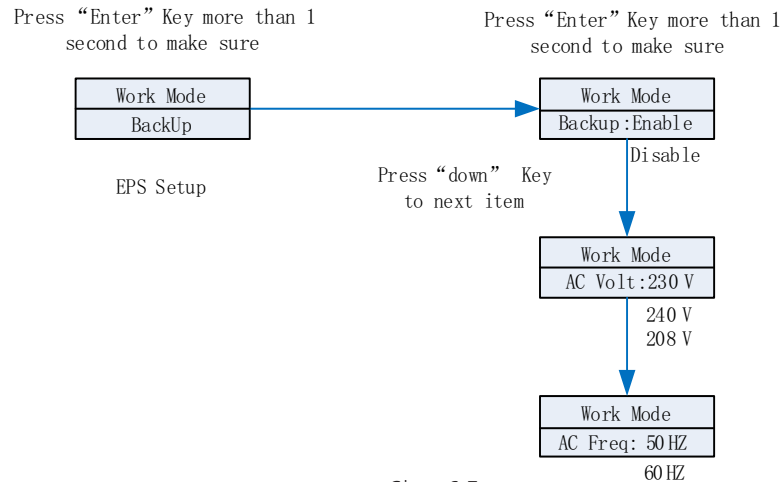 Press “Enter” Key more than 1
second to make sure
Press “Enter” Key more than 1
second to make sure
Work Mode
BackUp
Work Mode
Backup:Enable
Disable
EPS Setup
Press “down” Key
to next item
Work Mode
AC Volt:230 V
240 V
208 V
Work Mode
AC Freq: 50 HZ
60 HZ